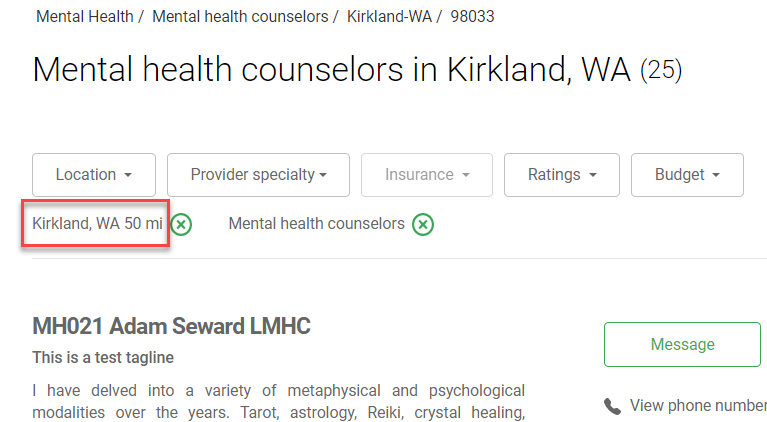 Mental Health / Mental health counselors / Kirkland-WA / 98033
Mental health counselors in Kirkland, WA (25)
Location Provider specialty Insurance Ratings Budget
Kirkland, WA 50 mi Mental health counselors
MH021 Adam Seward LMHC
This is a test tagline
Message
I have delved into a variety of metaphysical and psychological
modalities over the years. Tarot, astrology, Reiki, crystal healing,
View phone number